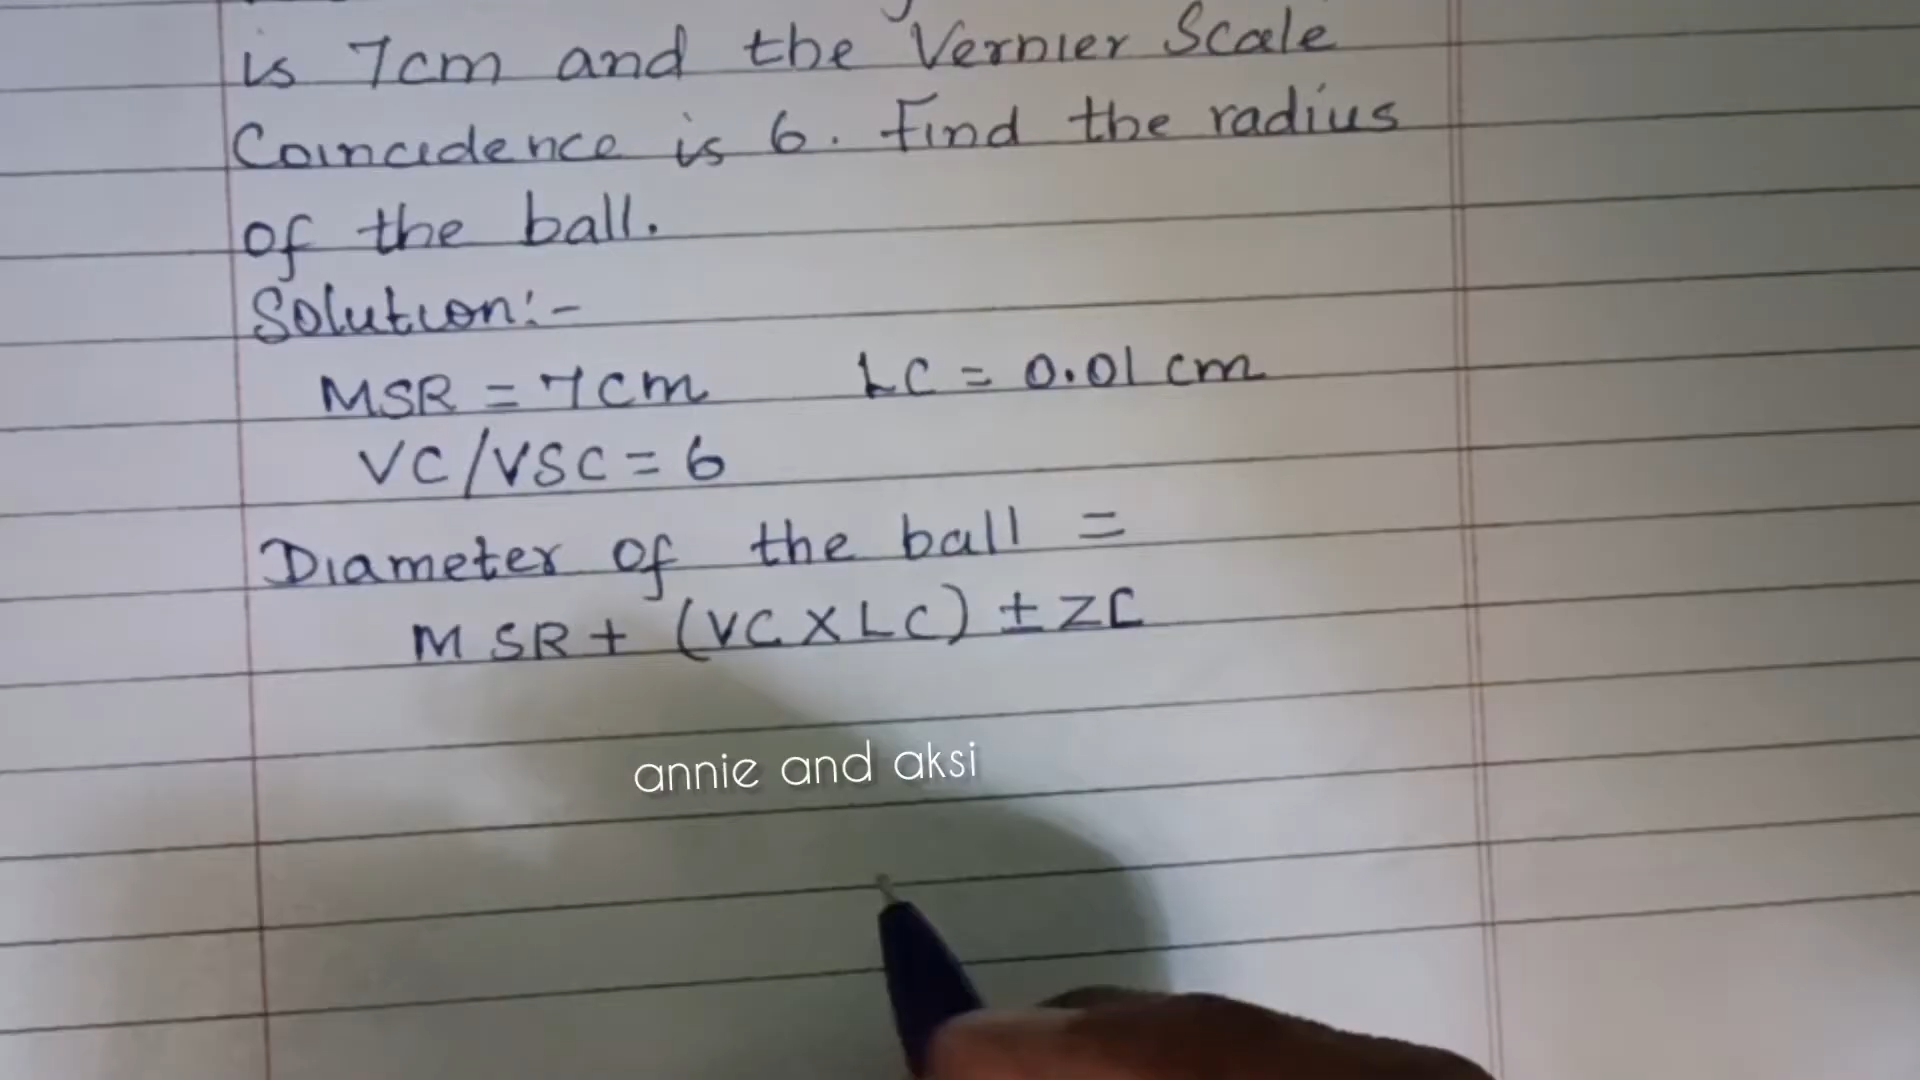 is 7cm and the Vernier Scale
Coincidence is 6. Find the radius
of the ball.
Solution:-
MSR = 7cm LC = 0.01 cm
VC/VSC = 6
Diameter of the ball =
MSR + (VC X LC) ± ZC
annie and aksi